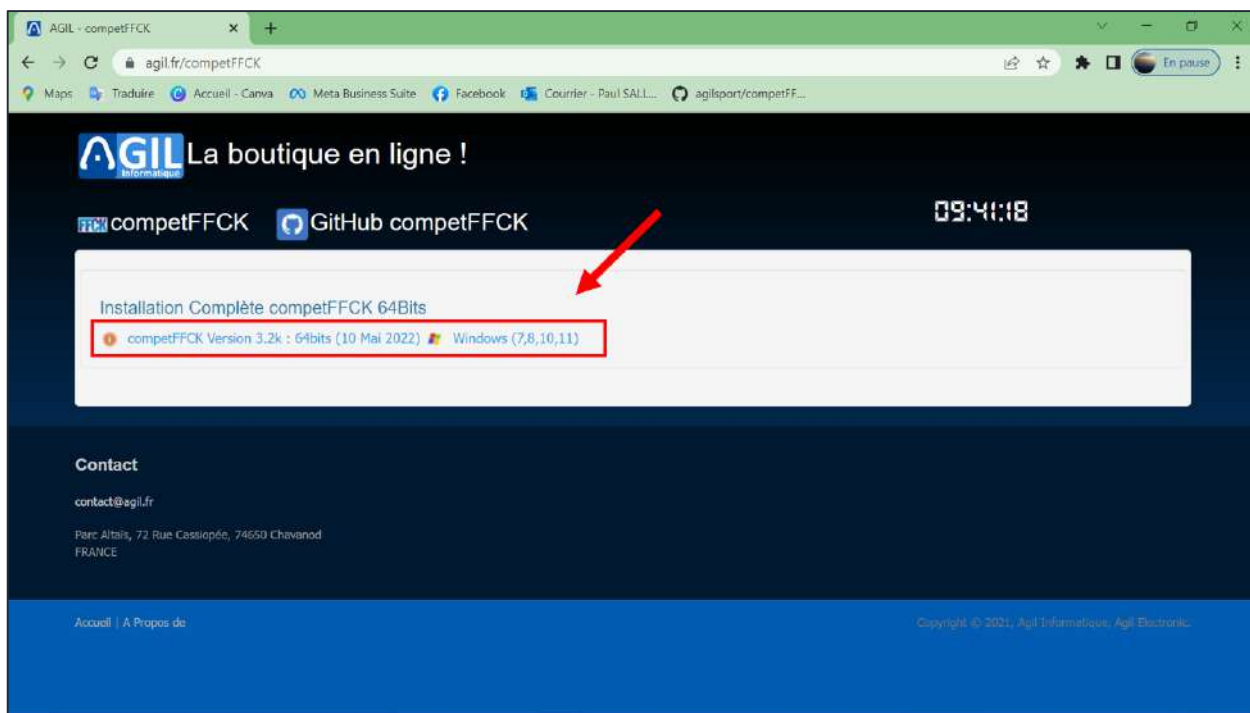 AGIL - competFFCK
agil.fr/competFFCK
En pause
Maps Traduire Accueil - Canva Meta Business Suite Facebook Courrier - Paul SALL... agilsport/competFF...
AGIL Informatique La boutique en ligne !
FFCK competFFCK GitHub competFFCK
09:41:18
Installation Complète competFFCK 64Bits
competFFCK Version 3.2k : 64bits (10 Mai 2022) Windows (7,8,10,11)
Contact
contact@agil.fr
Parc Altaïs, 72 Rue Cassiopée, 74650 Chavanod
FRANCE
Accueil | A Propos de
Copyright © 2021, Agil Informatique, Agil Electronic.